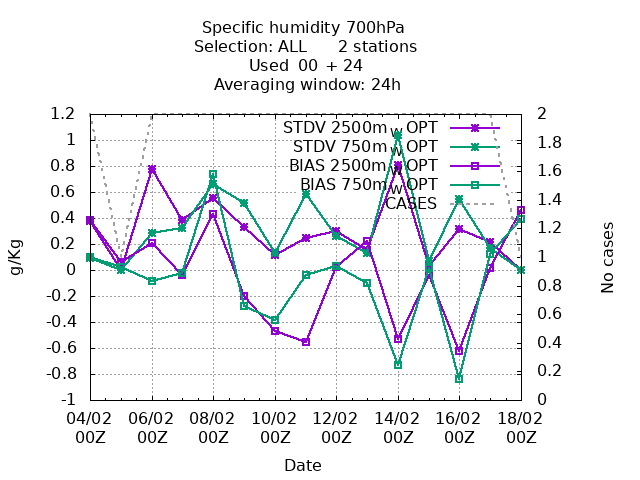 Specific humidity 700hPa
Selection: ALL 2 stations
Used 00 + 24
Averaging window: 24h
STDV 2500m_w OPT
STDV 750m_w OPT
BIAS 2500m_w OPT
BIAS 750m_w OPT
CASES
g/Kg
1.2
1
0.8
0.6
0.4
0.2
0
-0.2
-0.4
-0.6
-0.8
-1
No cases
2
1.8
1.6
1.4
1.2
1
0.8
0.6
0.4
0.2
0
04/02 06/02 08/02 10/02 12/02 14/02 16/02 18/02
00Z 00Z 00Z 00Z 00Z 00Z 00Z 00Z
Date